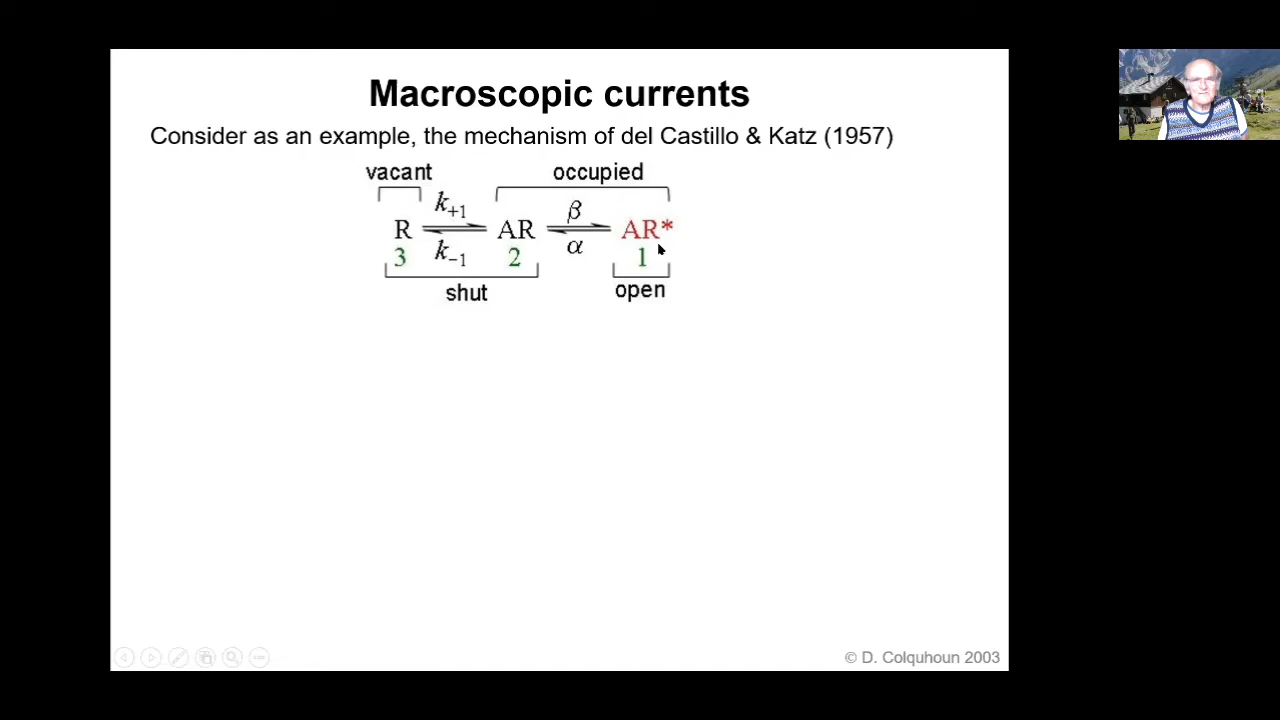 Macroscopic currents
Consider as an example, the mechanism of del Castillo & Katz (1957)
vacant occupied
k+1 β
R AR AR*
k−1 α
3 2 1
shut open
© D. Colquhoun 2003